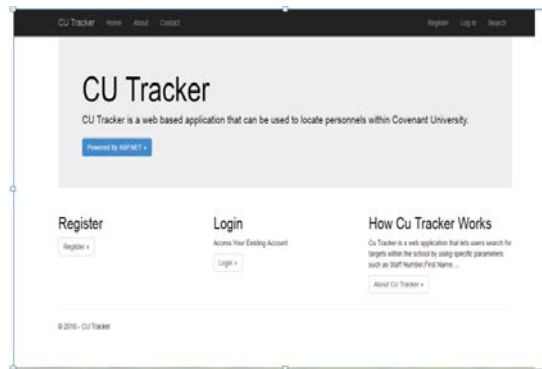 CU Tracker Home About Contact Register Log in Search
CU Tracker
CU Tracker is a web based application that can be used to locate personnels within Covenant University.
Powered By ASP.NET »
Register
Register »
Login
Access Your Existing Account
Login »
How Cu Tracker Works
Cu Tracker is a web application that lets users search for
targets within the school by using specific parameters
such as Staff Number,First Name ...
About CU Tracker »
© 2016 - CU Tracker